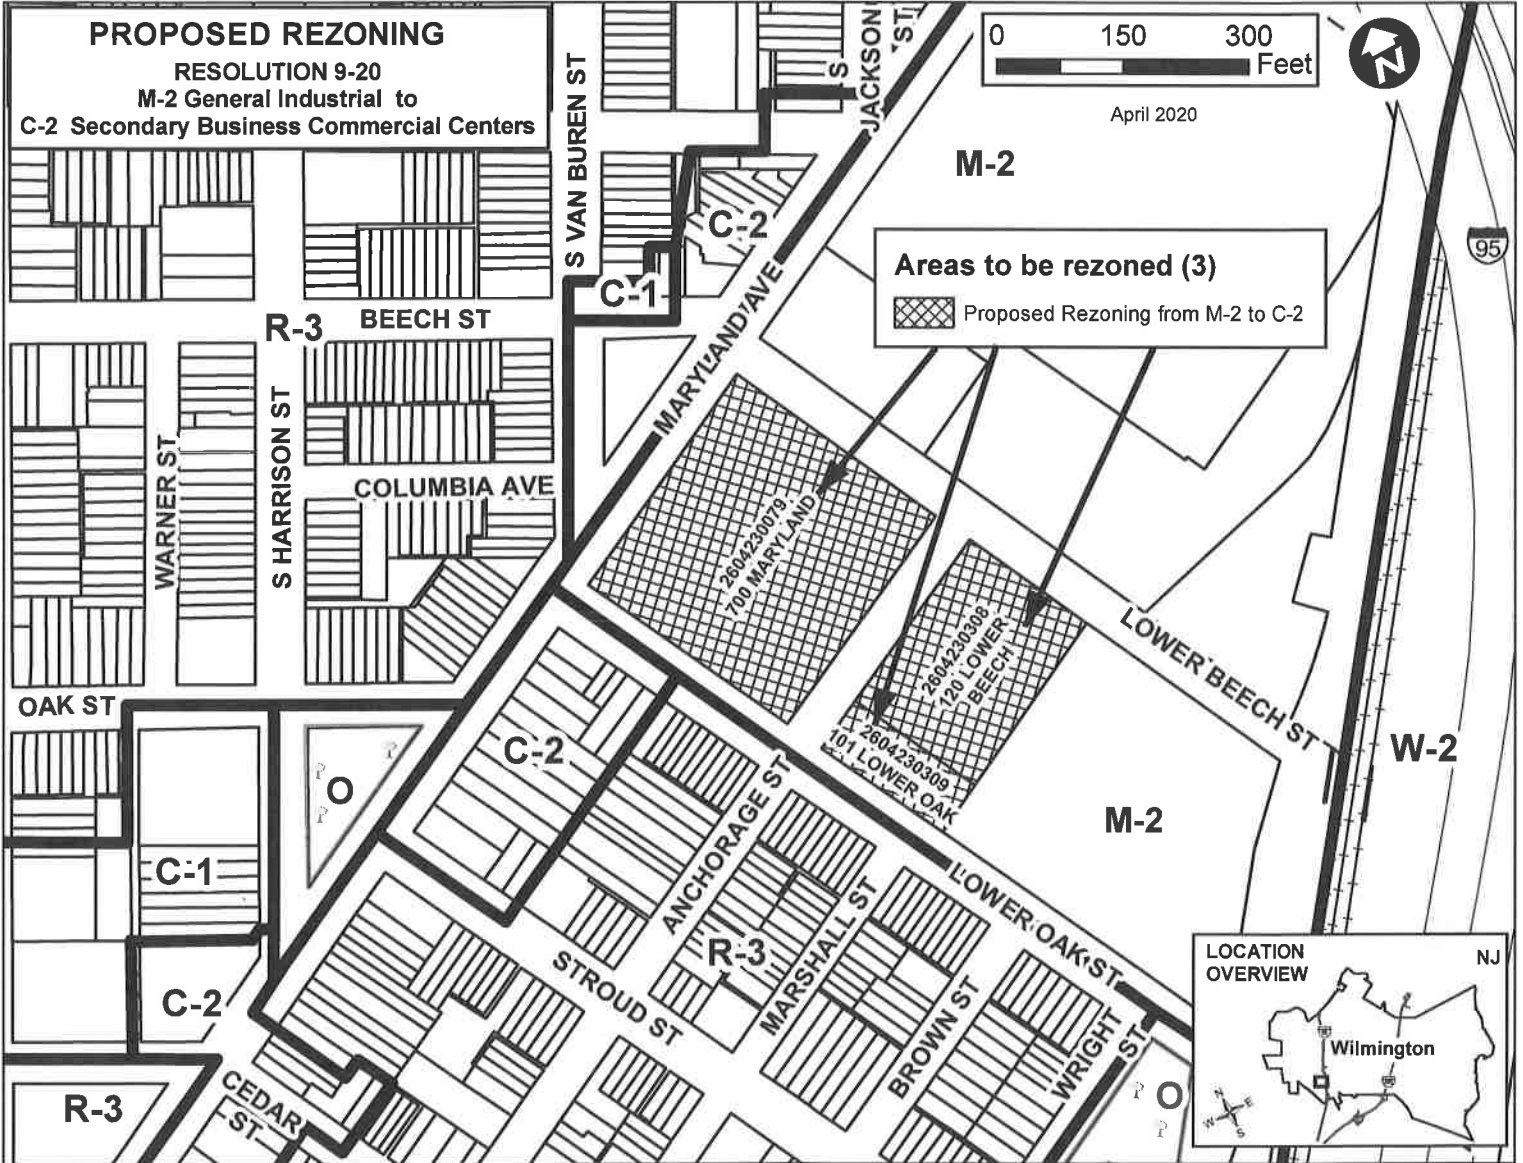 PROPOSED REZONING
RESOLUTION 9-20
M-2 General Industrial to
C-2 Secondary Business Commercial Centers
0 150 300
Feet
N
April 2020
S JACKSON ST
S VAN BUREN ST
M-2
C-2
95
Areas to be rezoned (3)
Proposed Rezoning from M-2 to C-2
C-1
R-3
BEECH ST
MARYLAND AVE
WARNER ST
S HARRISON ST
COLUMBIA AVE
2604230079
700 MARYLAND
2604230308
120 LOWER
BEECH
LOWER BEECH ST
OAK ST
2604230309
101 LOWER OAK
C-2
O
W-2
M-2
C-1
ANCHORAGE ST
MARSHALL ST
LOWER OAK ST
R-3
STROUD ST
BROWN ST
WRIGHT ST
C-2
CEDAR ST
R-3
O
LOCATION
OVERVIEW
NJ
Wilmington
N
E
W
S